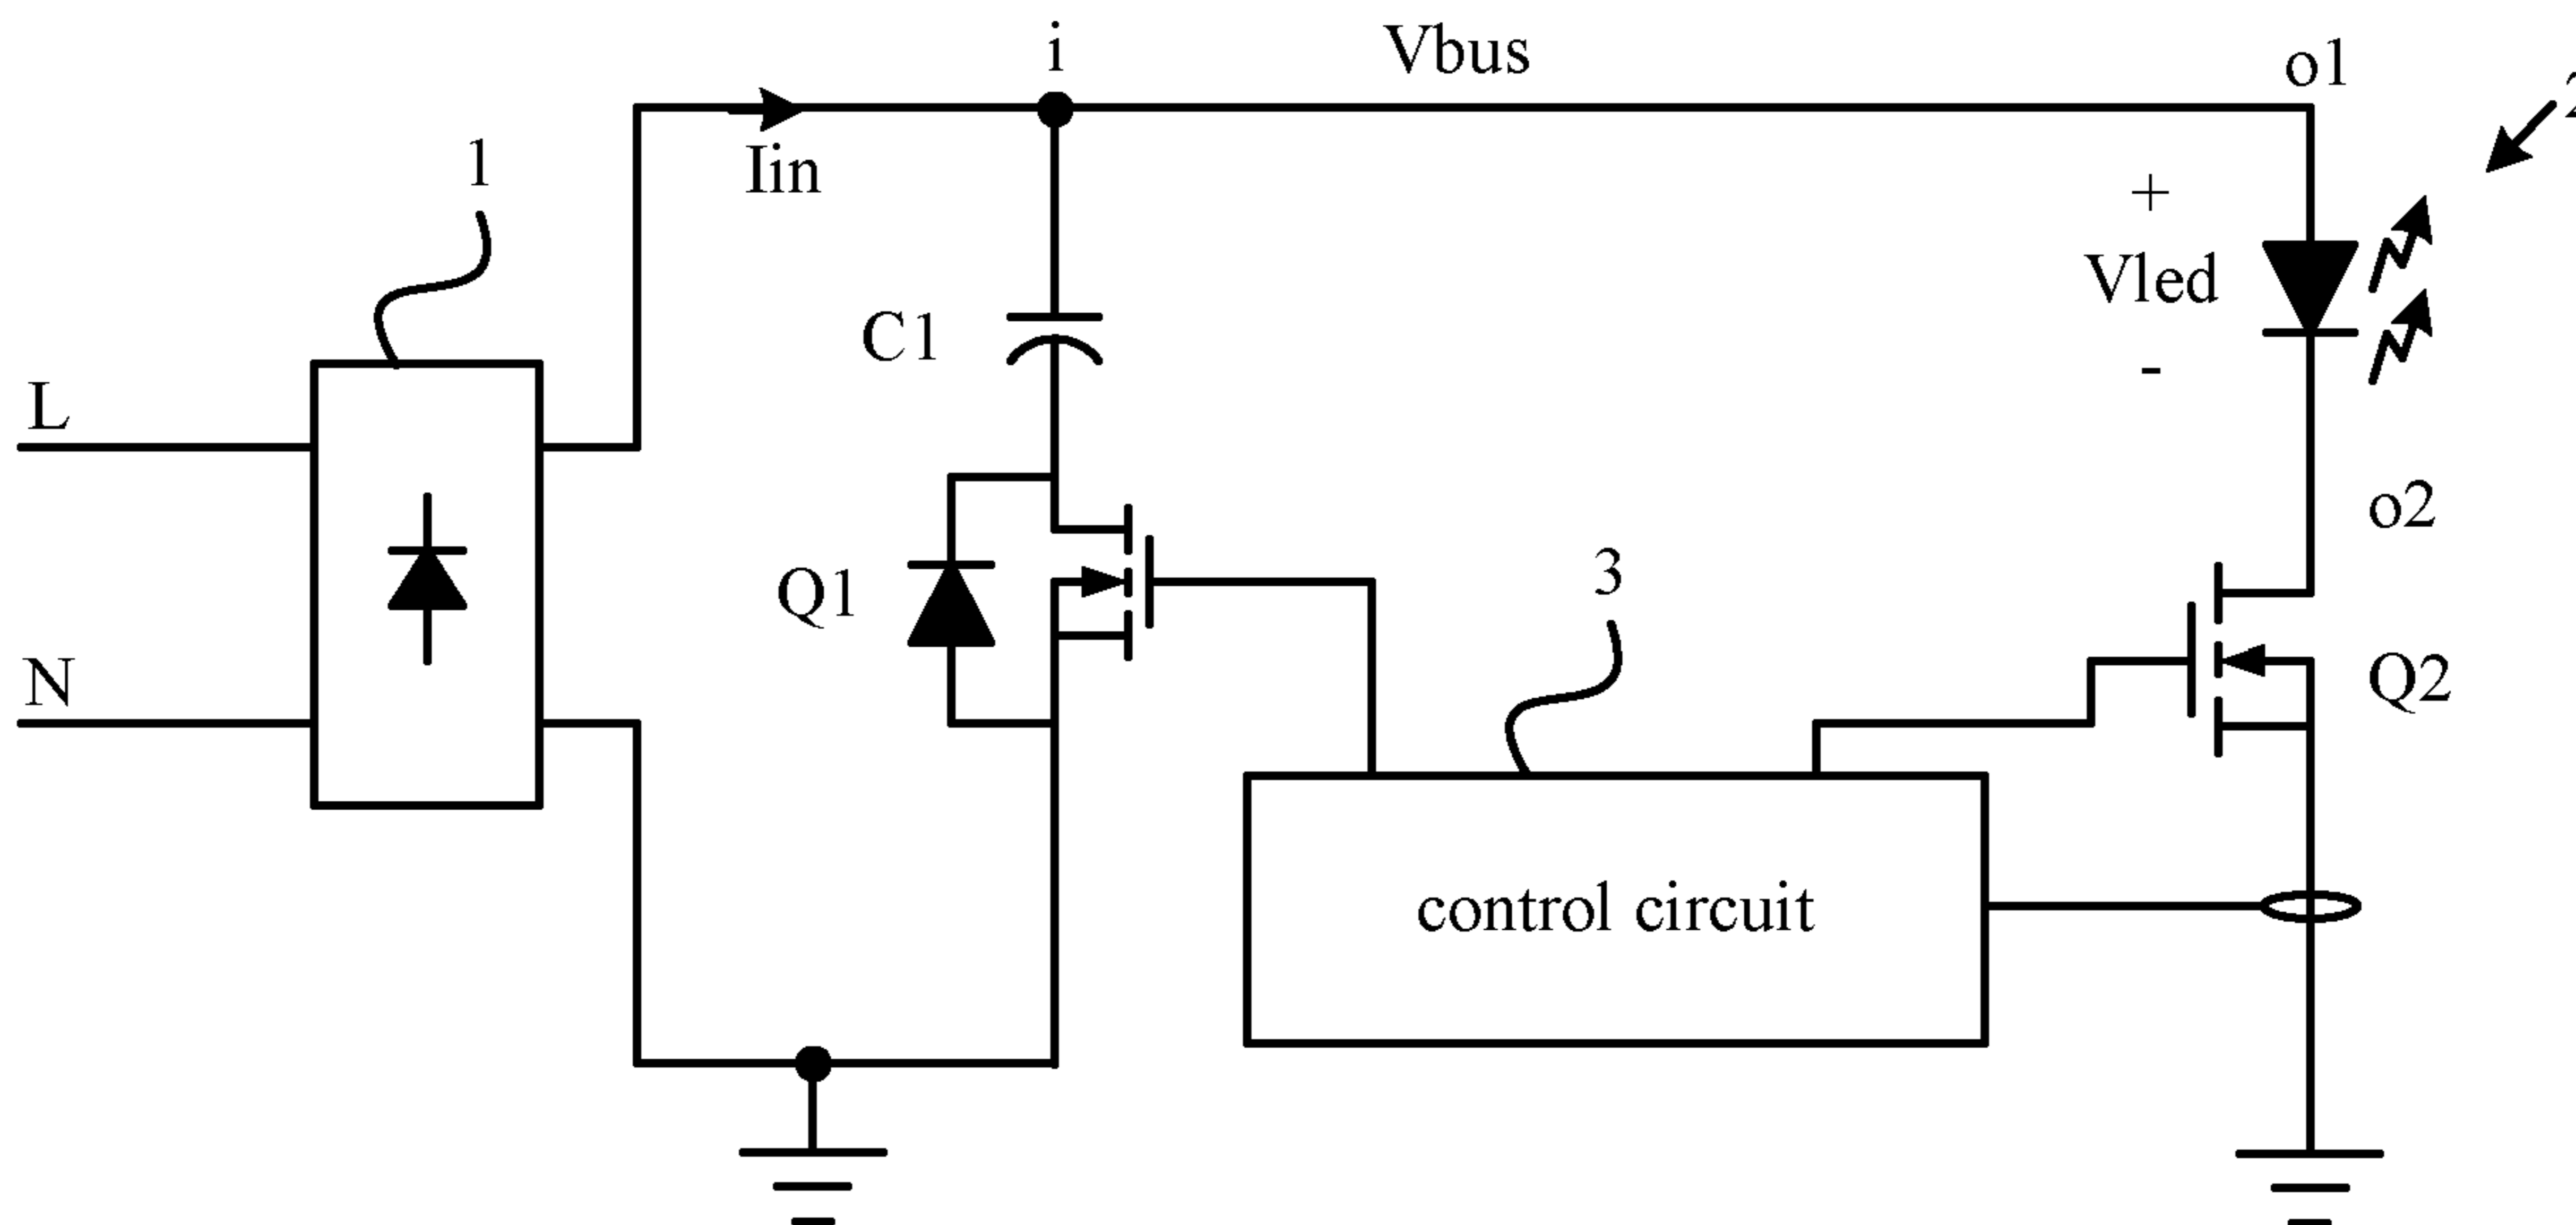 i
Vbus
o1
2
Iin
1
+
Vled
-
C1
L
o2
Q1
3
N
Q2
control circuit